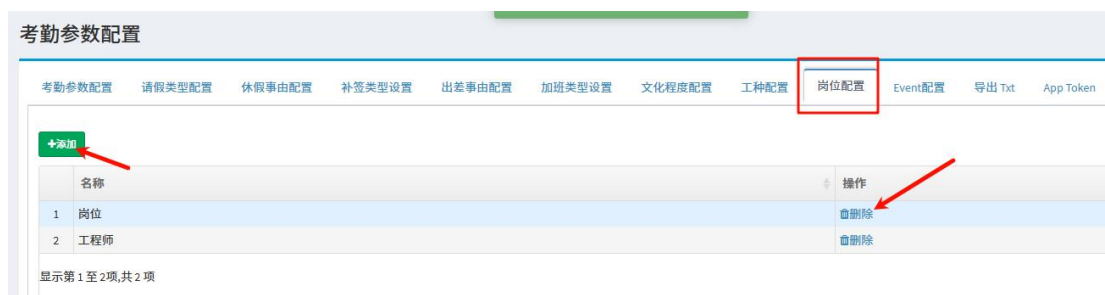 考勤参数配置
考勤参数配置 请假类型配置 休假事由配置 补签类型设置 出差事由配置 加班类型设置 文化程度配置 工种配置 岗位配置 Event配置 导出 Txt App Token
+添加
名称 操作
1 岗位 删除
2 工程师 删除
显示第 1 至 2项,共 2 项